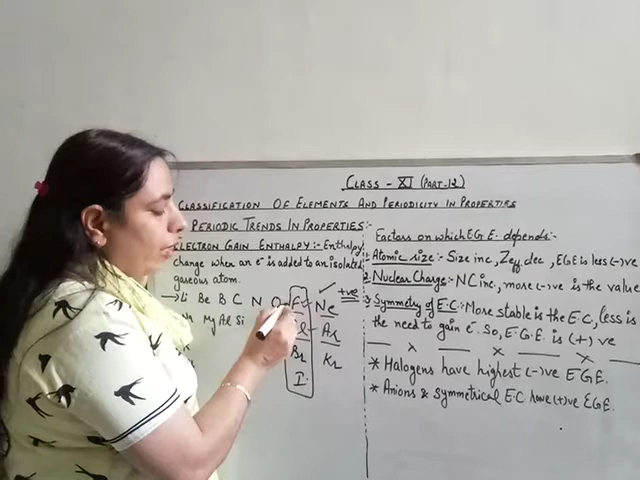 CLASS - XI (PART-12)
CLASSIFICATION OF ELEMENTS AND PERIODICITY IN PROPERTIES
PERIODIC TRENDS IN PROPERTIES:-
ELECTRON GAIN ENTHALPY :- Enthalpy
change when an e⁻ is added to an isolated
gaseous atom.
→ Li Be B C N O F Ne +ve
Mg Al Si Cl Ar
Br Kr
I
Factors on which E.G.E. depends:-
1. Atomic size:- Size inc, Zeff dec, EGE is less (-)ve
2. Nuclear Charge:- NC inc, more (-)ve is the value
3. Symmetry of E.C:- More stable is the E.C, less is
the need to gain e⁻. So, E.G.E. is (+)ve
— x — x — x —
* Halogens have highest (-)ve EGE.
* Anions & symmetrical E.C have (+)ve EGE.